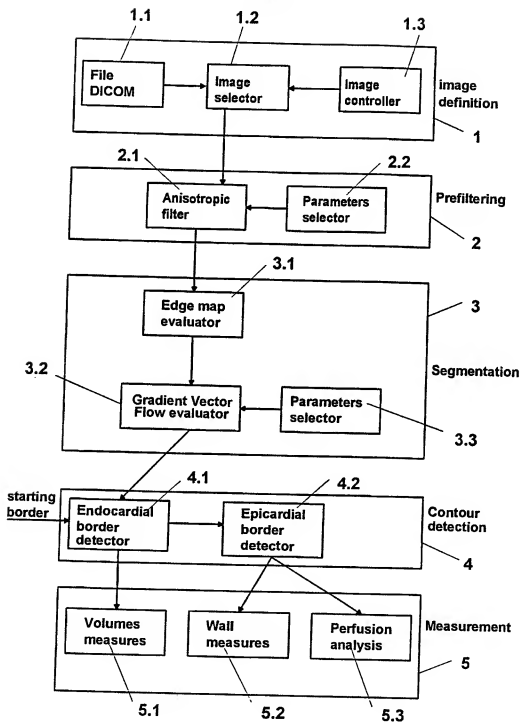 1.1
1.2
1.3
File
DICOM
Image
selector
Image
controller
image
definition
1
2.1
2.2
Anisotropic
filter
Parameters
selector
Prefiltering
2
3.1
Edge map
evaluator
3
3.2
Segmentation
Gradient Vector
Flow evaluator
Parameters
selector
3.3
4.1
4.2
starting
border
Endocardial
border
detector
Epicardial
border
detector
Contour
detection
4
Volumes
measures
Wall
measures
Perfusion
analysis
Measurement
5
5.1
5.2
5.3